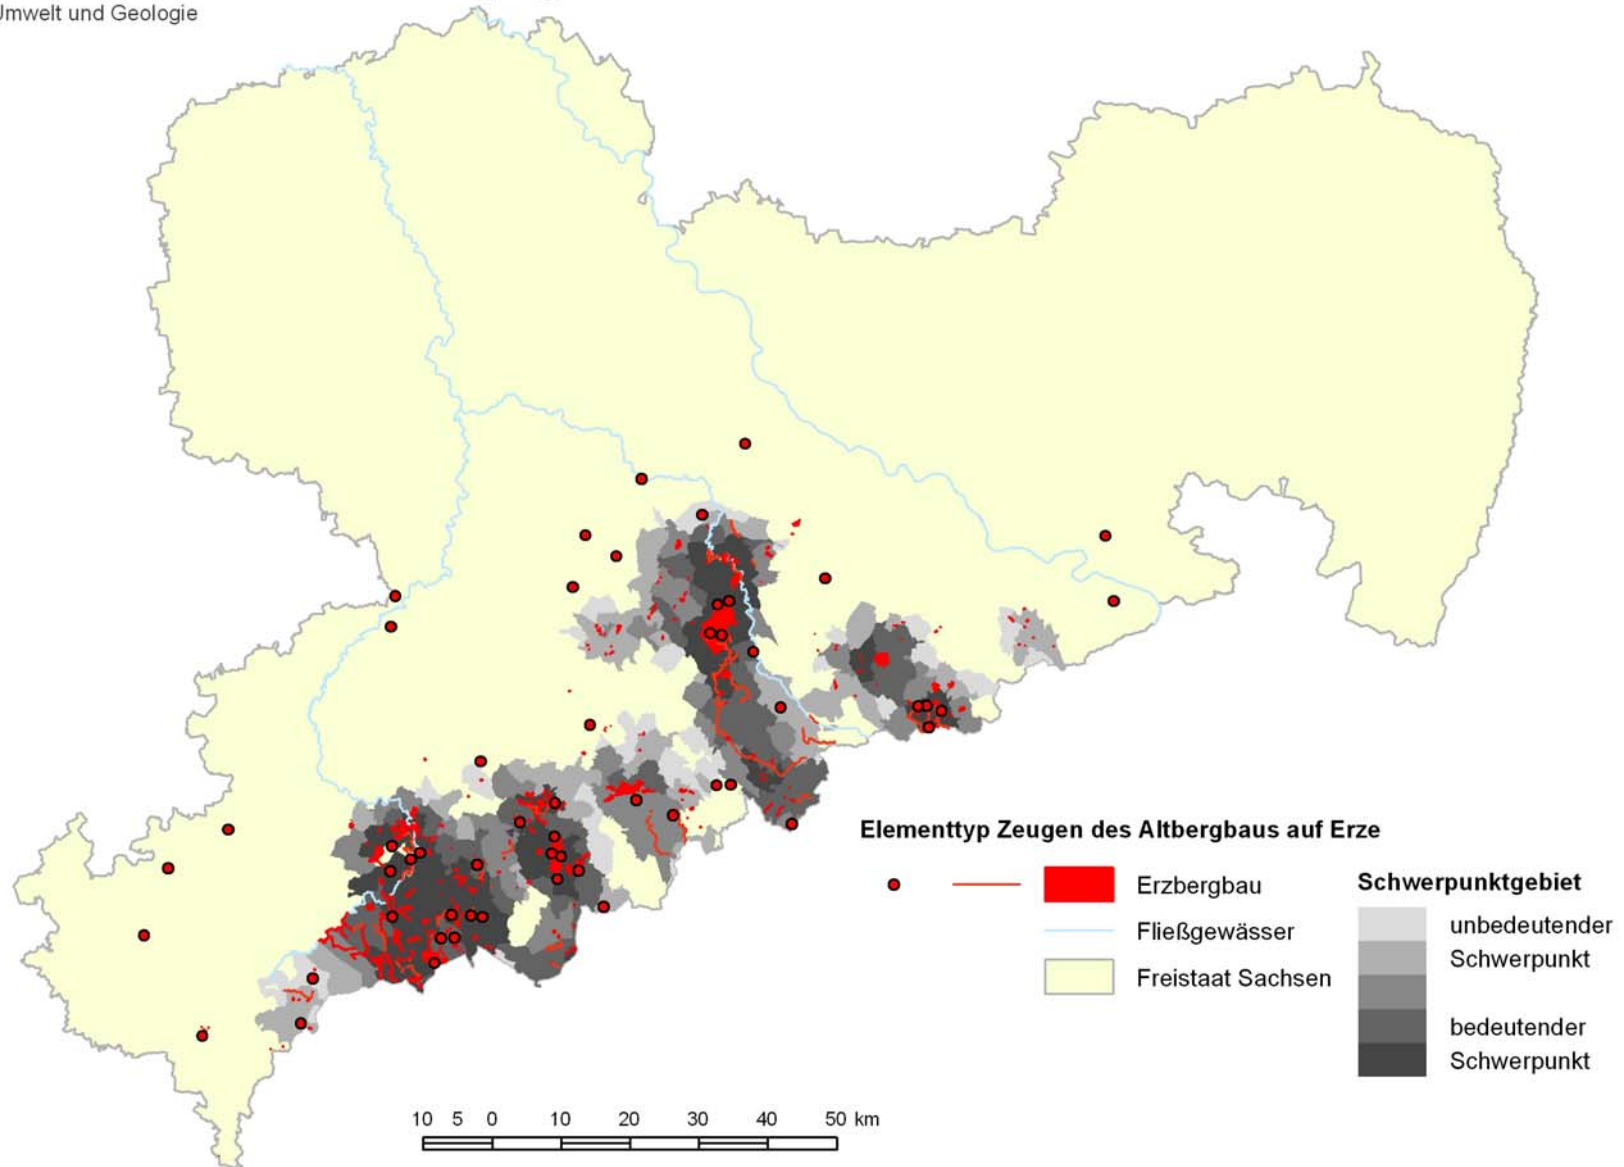 Umwelt und Geologie
Elementtyp Zeugen des Altbergbaus auf Erze
Erzbergbau
Fließgewässer
Freistaat Sachsen
Schwerpunktgebiet
unbedeutender
Schwerpunkt
bedeutender
Schwerpunkt
10 5 0 10 20 30 40 50 km